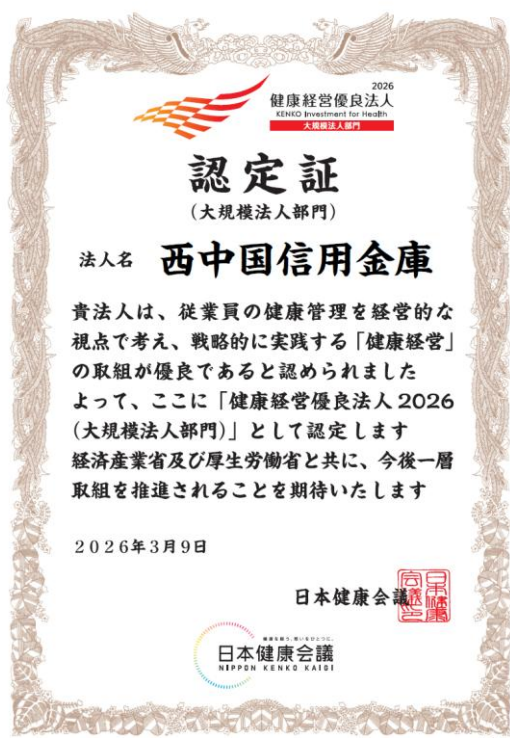 2026
健康経営優良法人
KENKO Investment for Health
大規模法人部門
認定証
(大規模法人部門)
法人名 西中国信用金庫
貴法人は、従業員の健康管理を経営的な
視点で考え、戦略的に実践する「健康経営」
の取組が優良であると認められました
よって、ここに「健康経営優良法人2026
(大規模法人部門)」として認定します
経済産業省及び厚生労働省と共に、今後一層
取組を推進されることを期待いたします
2026年3月9日
日本健康会議
日本健康会議
NIPPON KENKO KAIGI